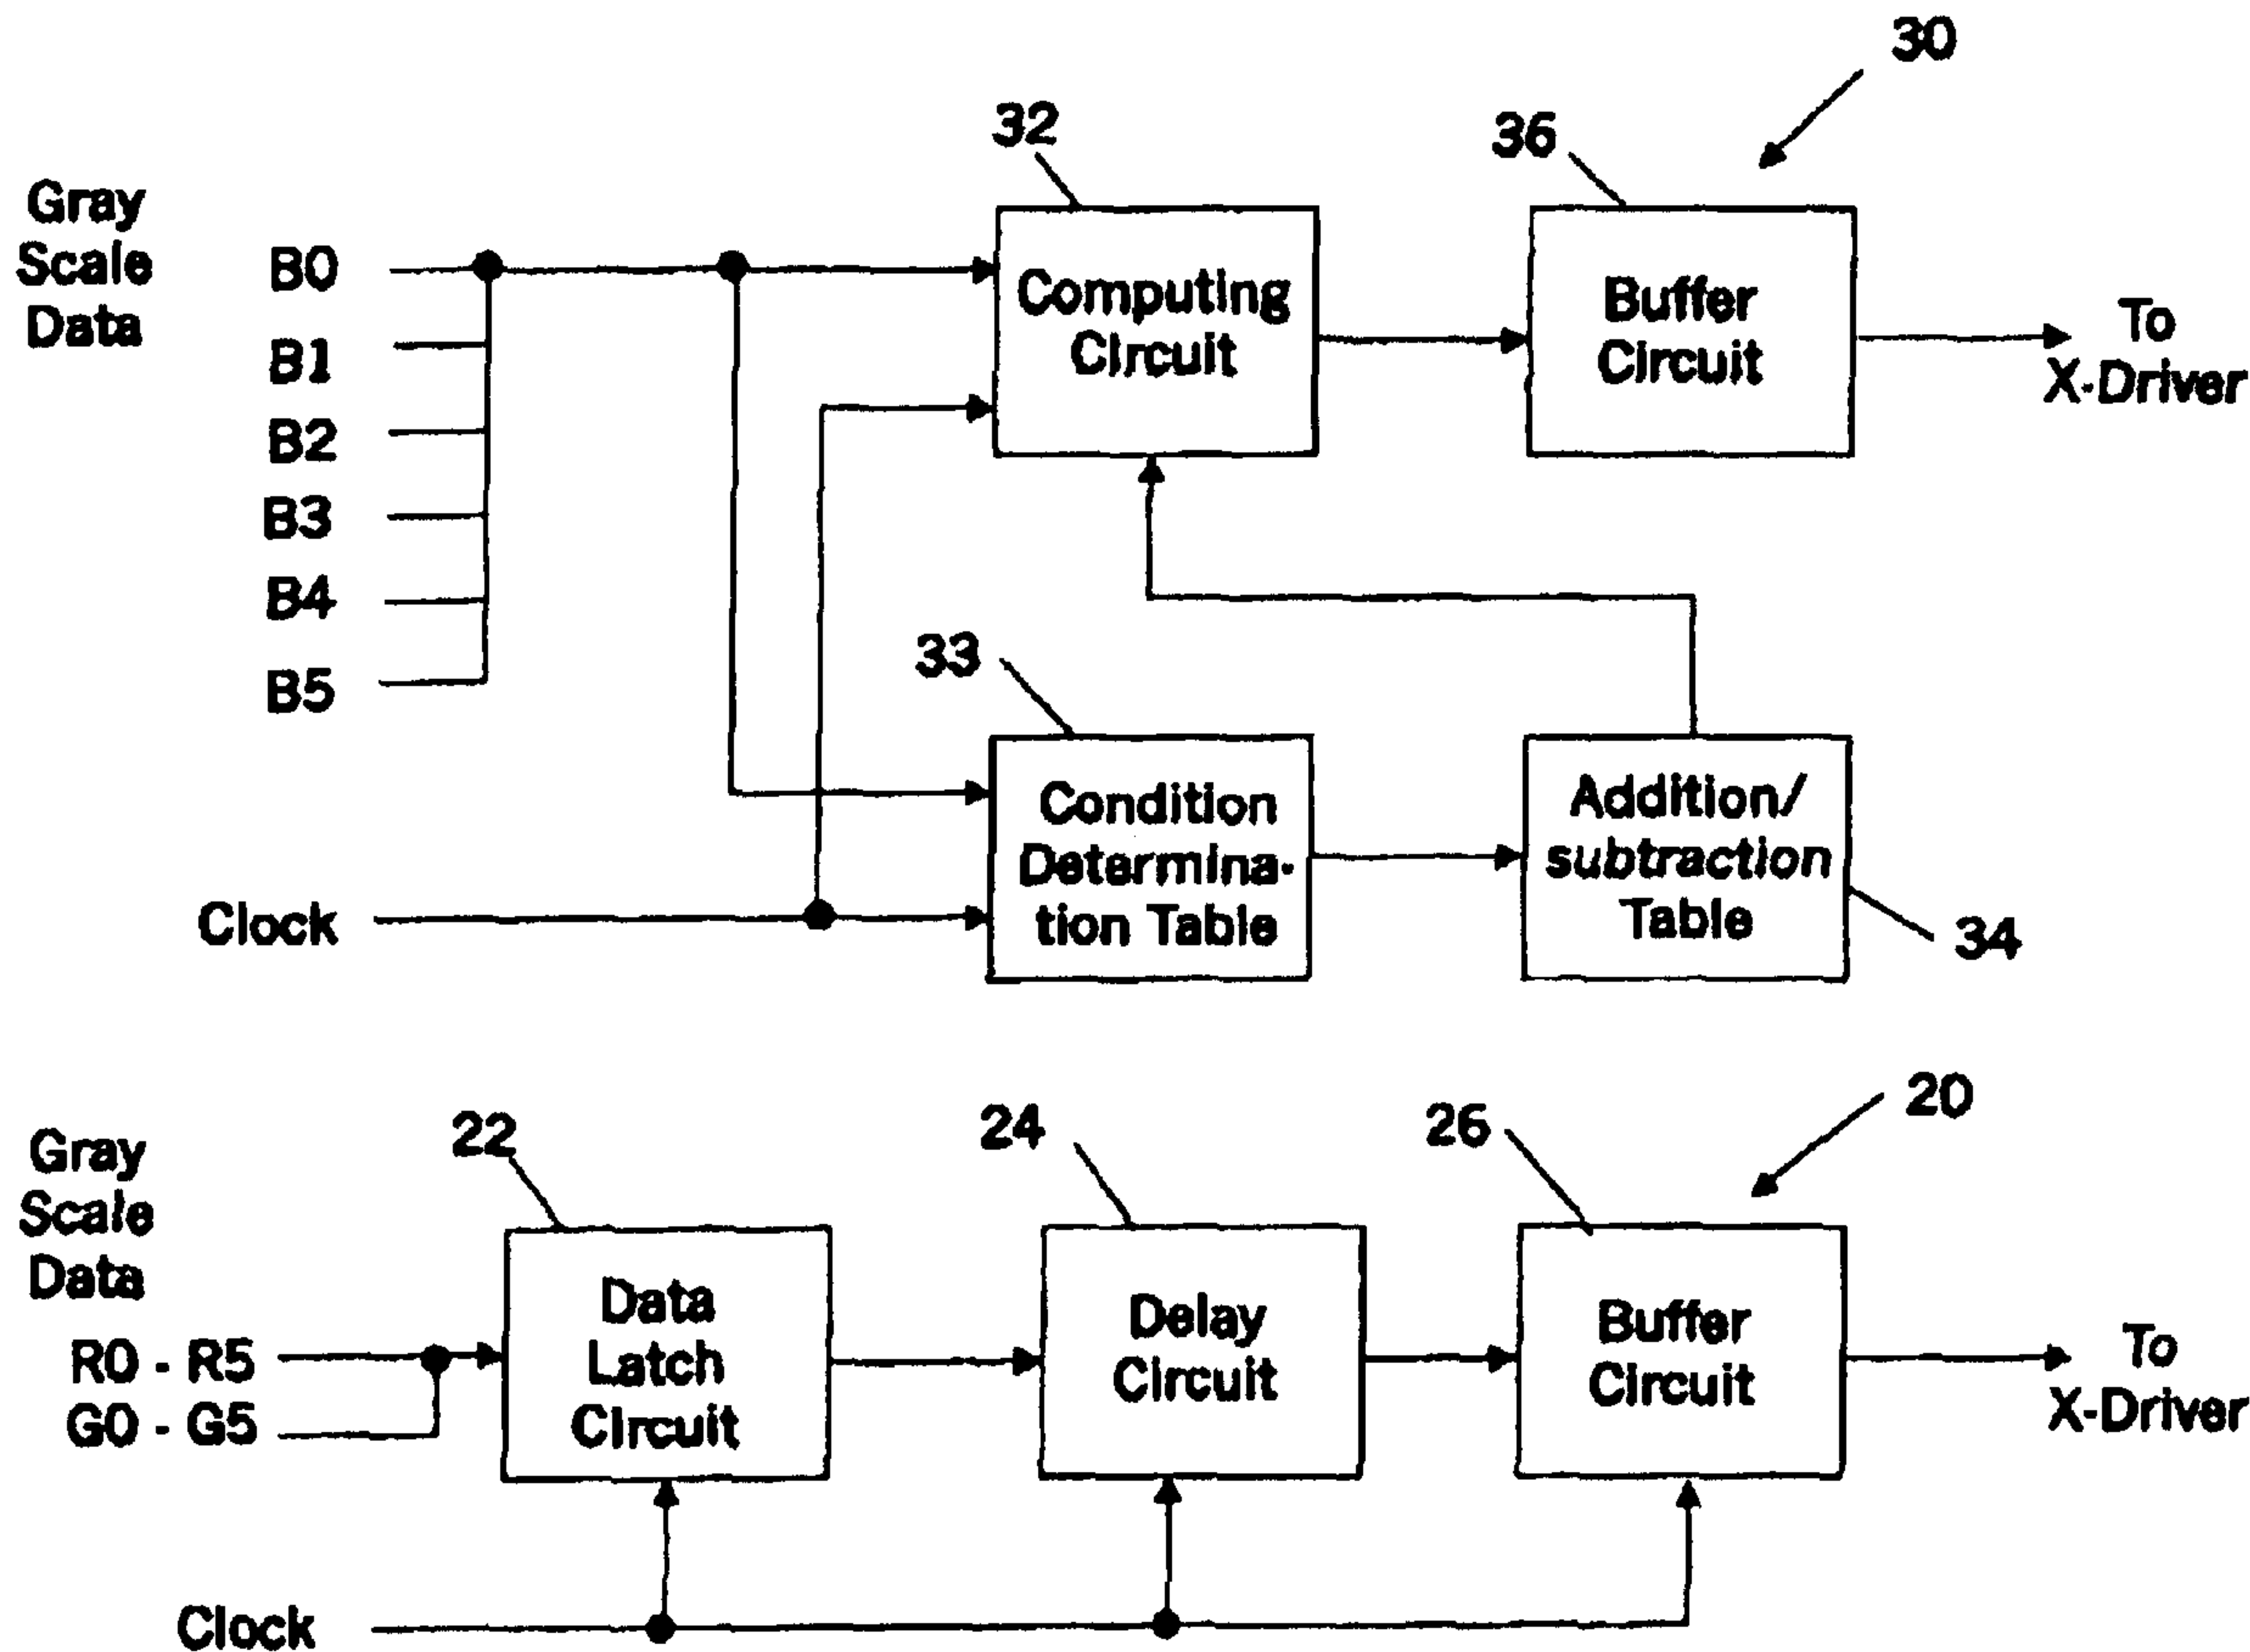 30
32
36
Gray
Scale
Data
B0
B1
B2
B3
B4
B5
Computing
Circuit
Buffer
Circuit
To
X-Driver
33
Condition
Determina-
tion Table
Addition/
subtraction
Table
34
Clock
20
22
24
26
Gray
Scale
Data
R0 - R5
G0 - G5
Data
Latch
Circuit
Delay
Circuit
Buffer
Circuit
To
X-Driver
Clock